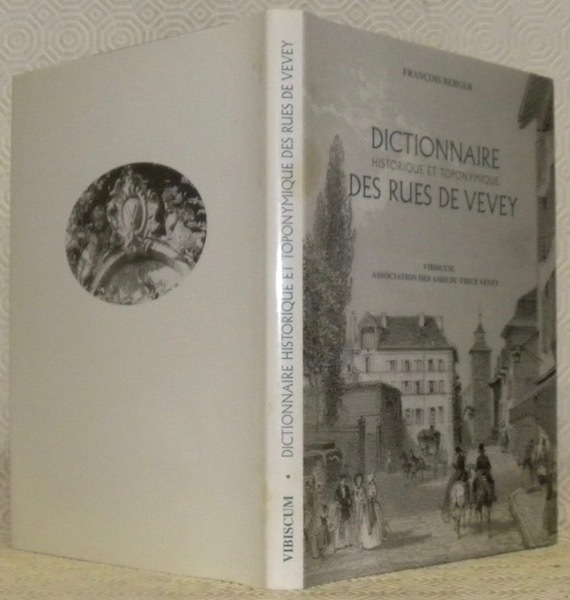 FRANÇOIS BERGER
DICTIONNAIRE
HISTORIQUE ET TOPONYMIQUE
DES RUES DE VEVEY
VIBISCUM
ASSOCIATION DES AMIS DU VIEUX VEVEY
VIBISCUM • DICTIONNAIRE HISTORIQUE ET TOPONYMIQUE DES RUES DE VEVEY